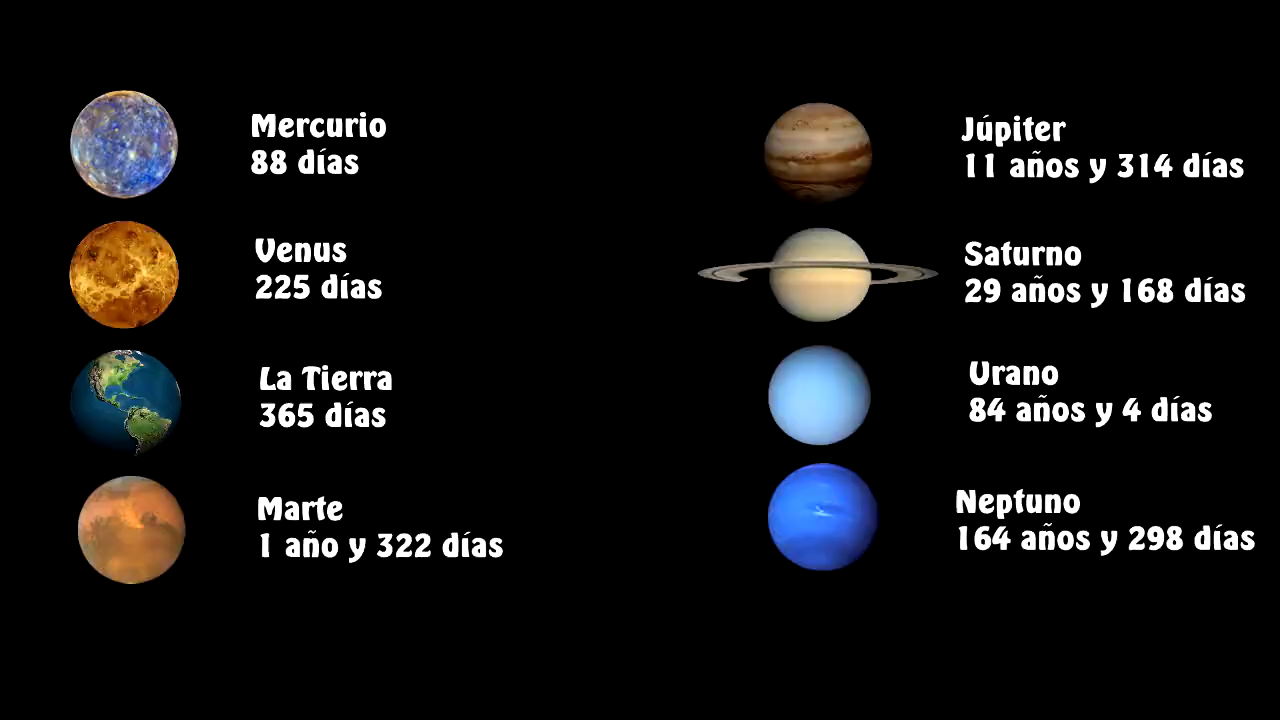 Mercurio
88 días
Venus
225 días
La Tierra
365 días
Marte
1 año y 322 días
Júpiter
11 años y 314 días
Saturno
29 años y 168 días
Urano
84 años y 4 días
Neptuno
164 años y 298 días